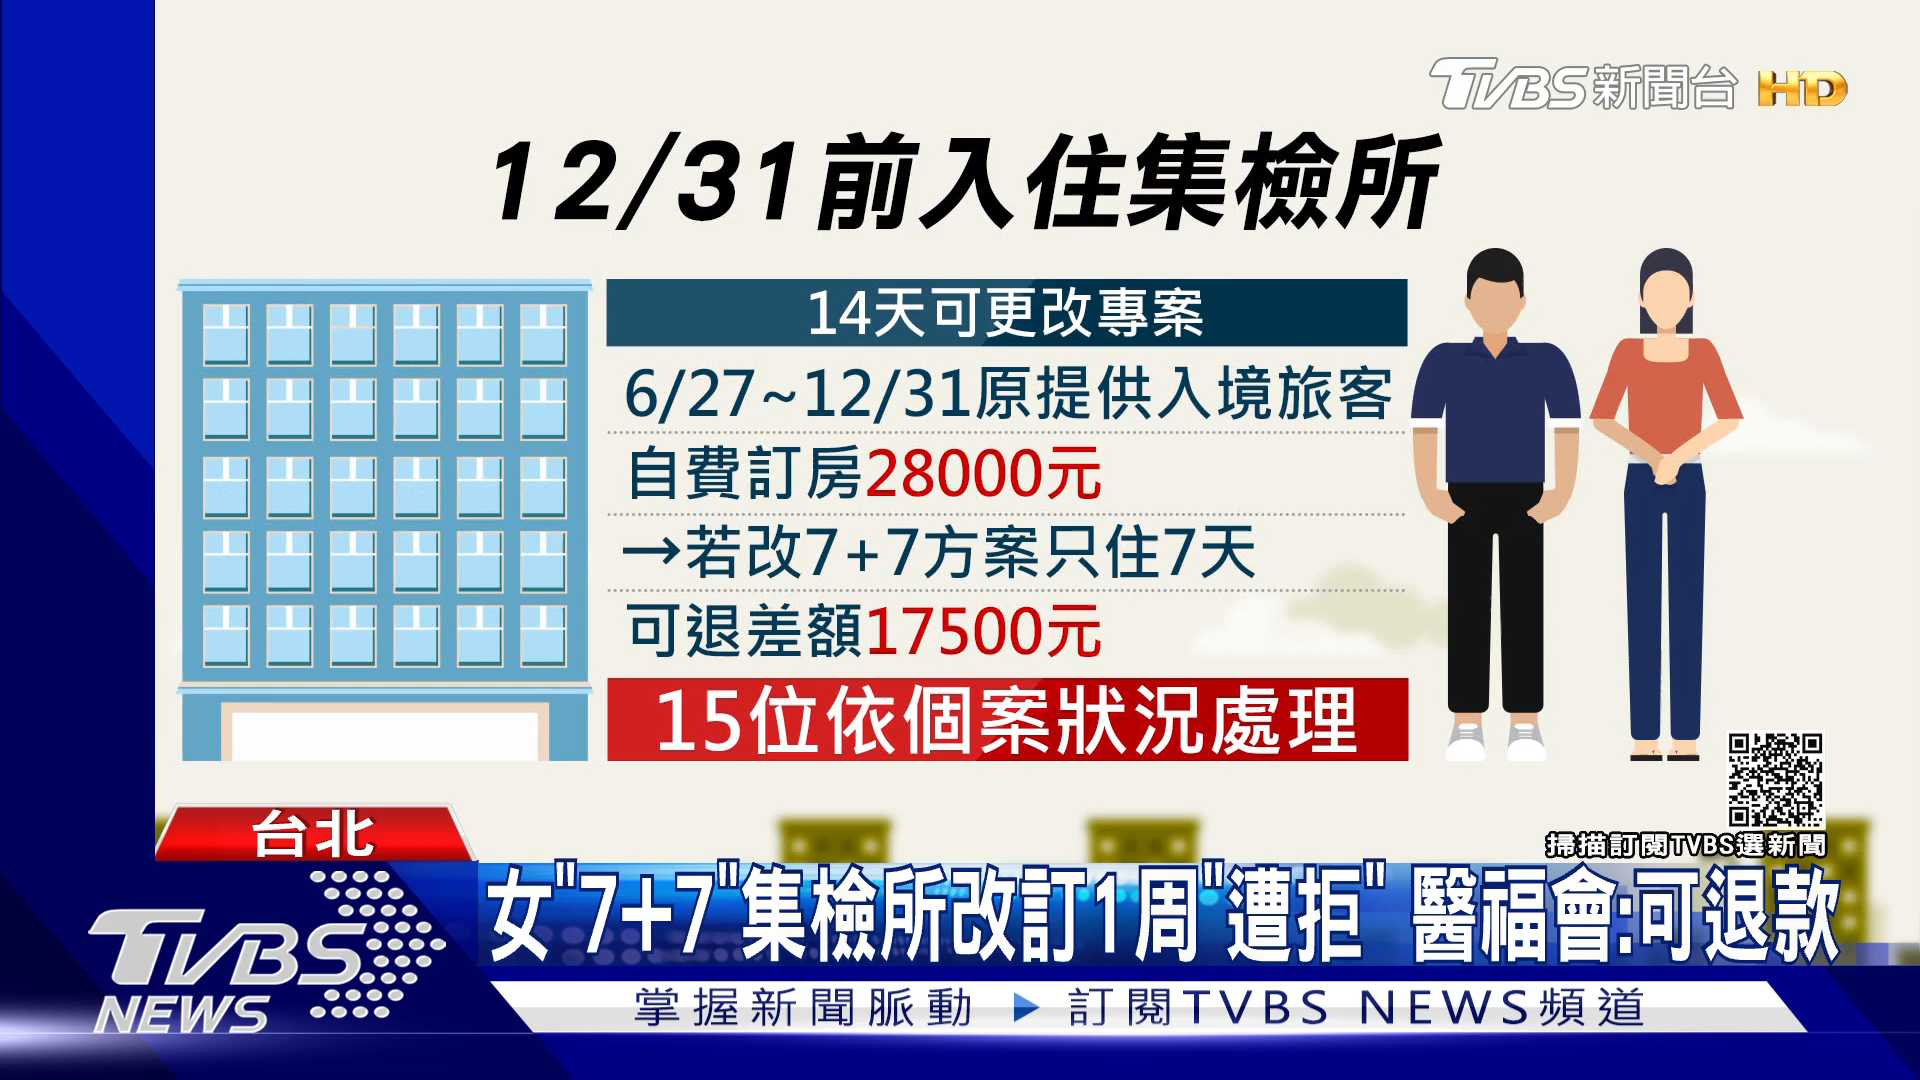 TVBS新聞台 HD
12/31前入住集檢所
14天可更改專案
6/27~12/31原提供入境旅客
自費訂房28000元
→若改7+7方案只住7天
可退差額17500元
15位依個案狀況處理
掃描訂閱TVBS選新聞
台北
女"7+7"集檢所改訂1周"遭拒" 醫福會:可退款
TVBS
NEWS
掌握新聞脈動 ▶ 訂閱TVBS NEWS頻道